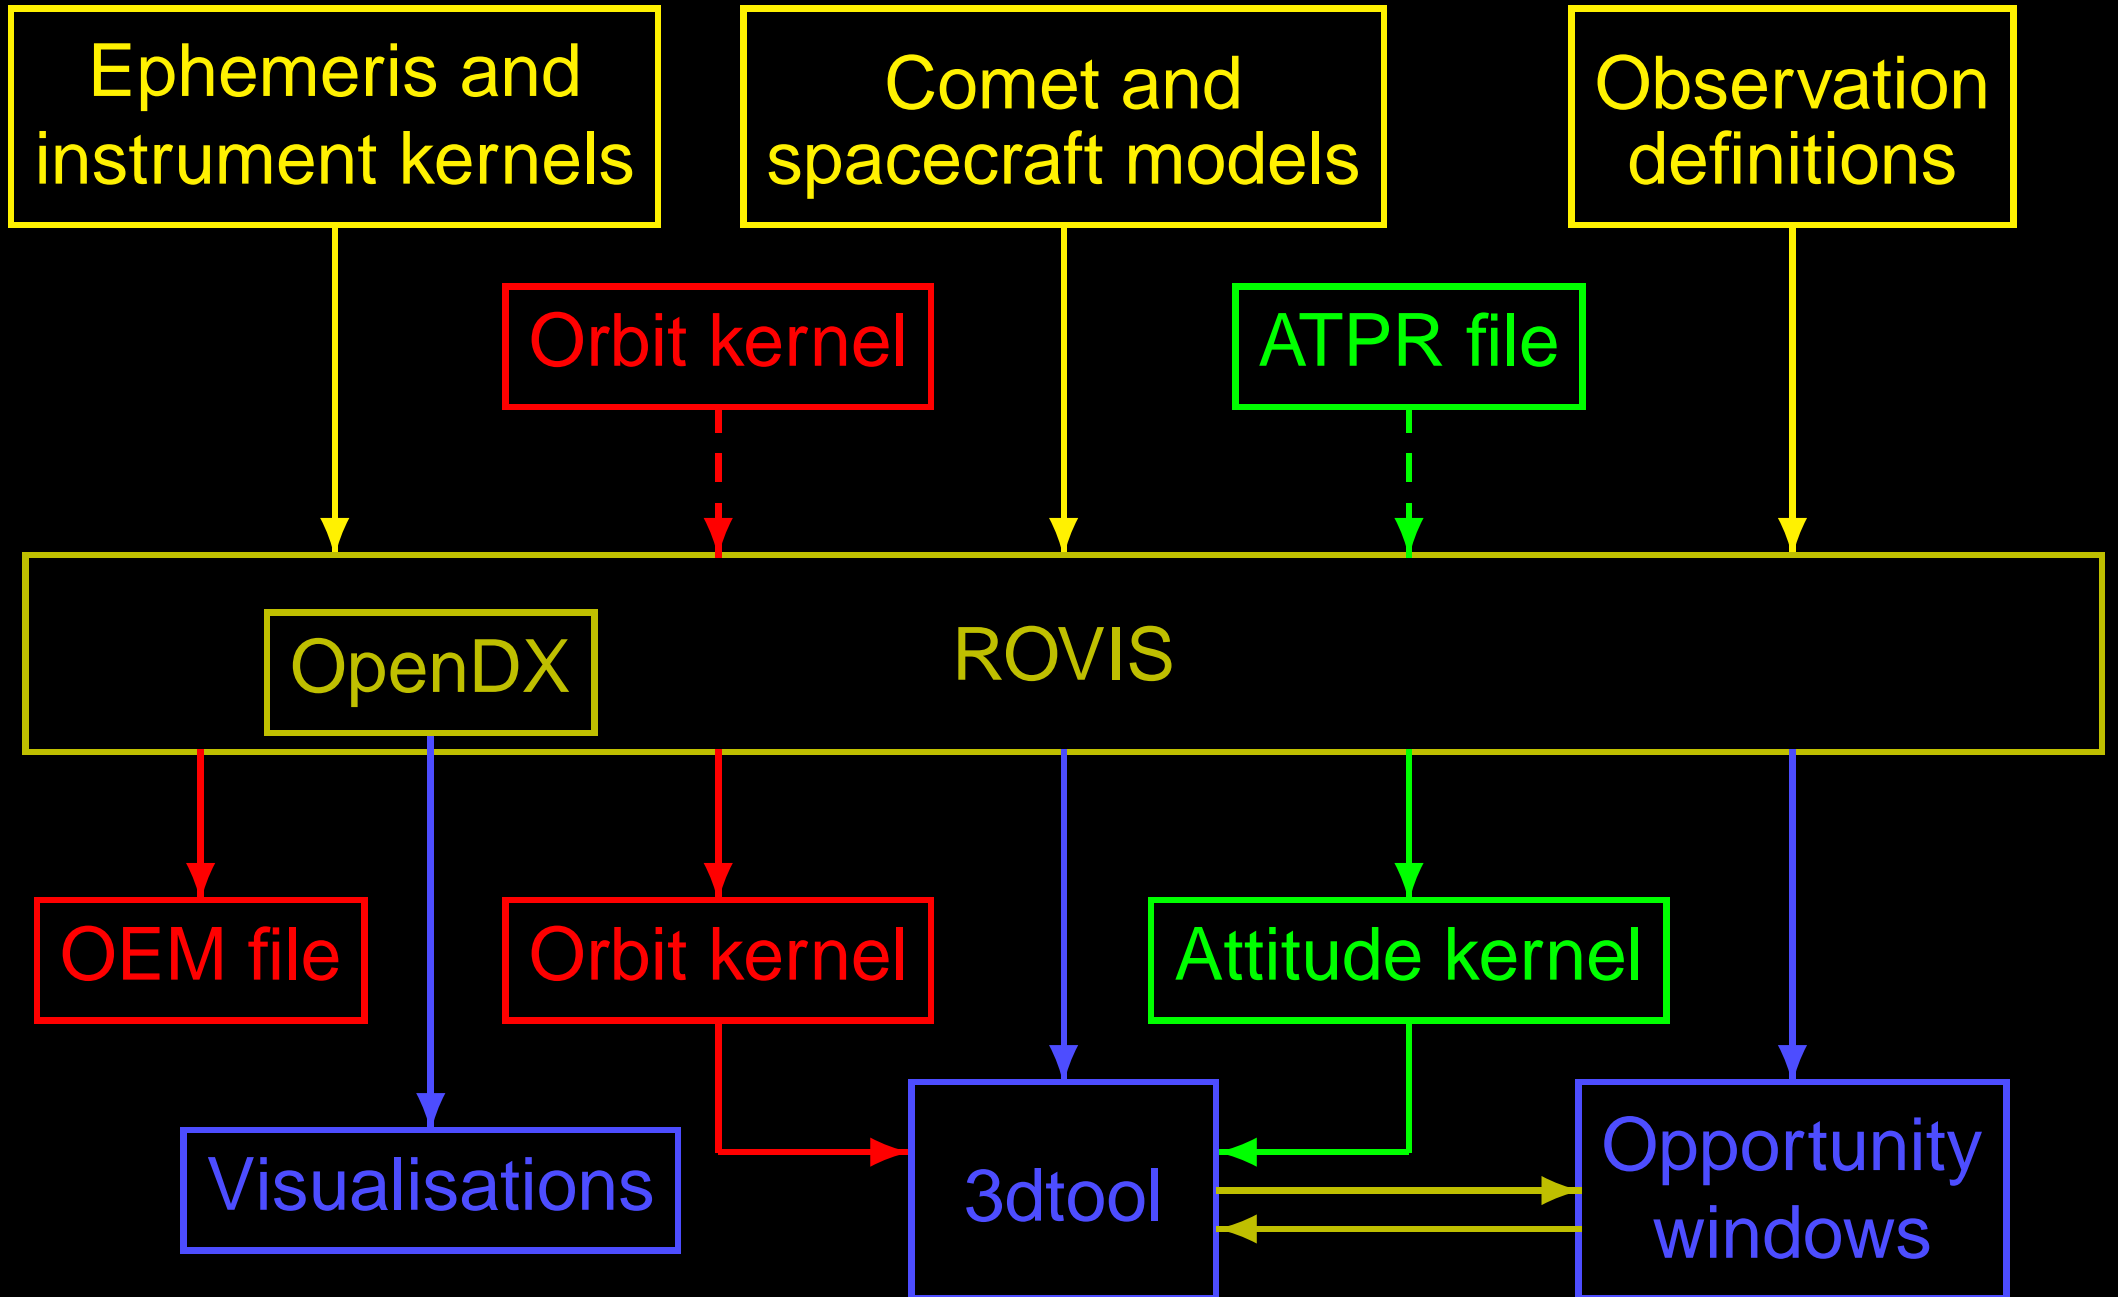 Ephemeris and
instrument kernels
Comet and
spacecraft models
Observation
definitions
Orbit kernel
ATPR file
OpenDX
ROVIS
OEM file
Orbit kernel
Attitude kernel
Visualisations
3dtool
Opportunity
windows